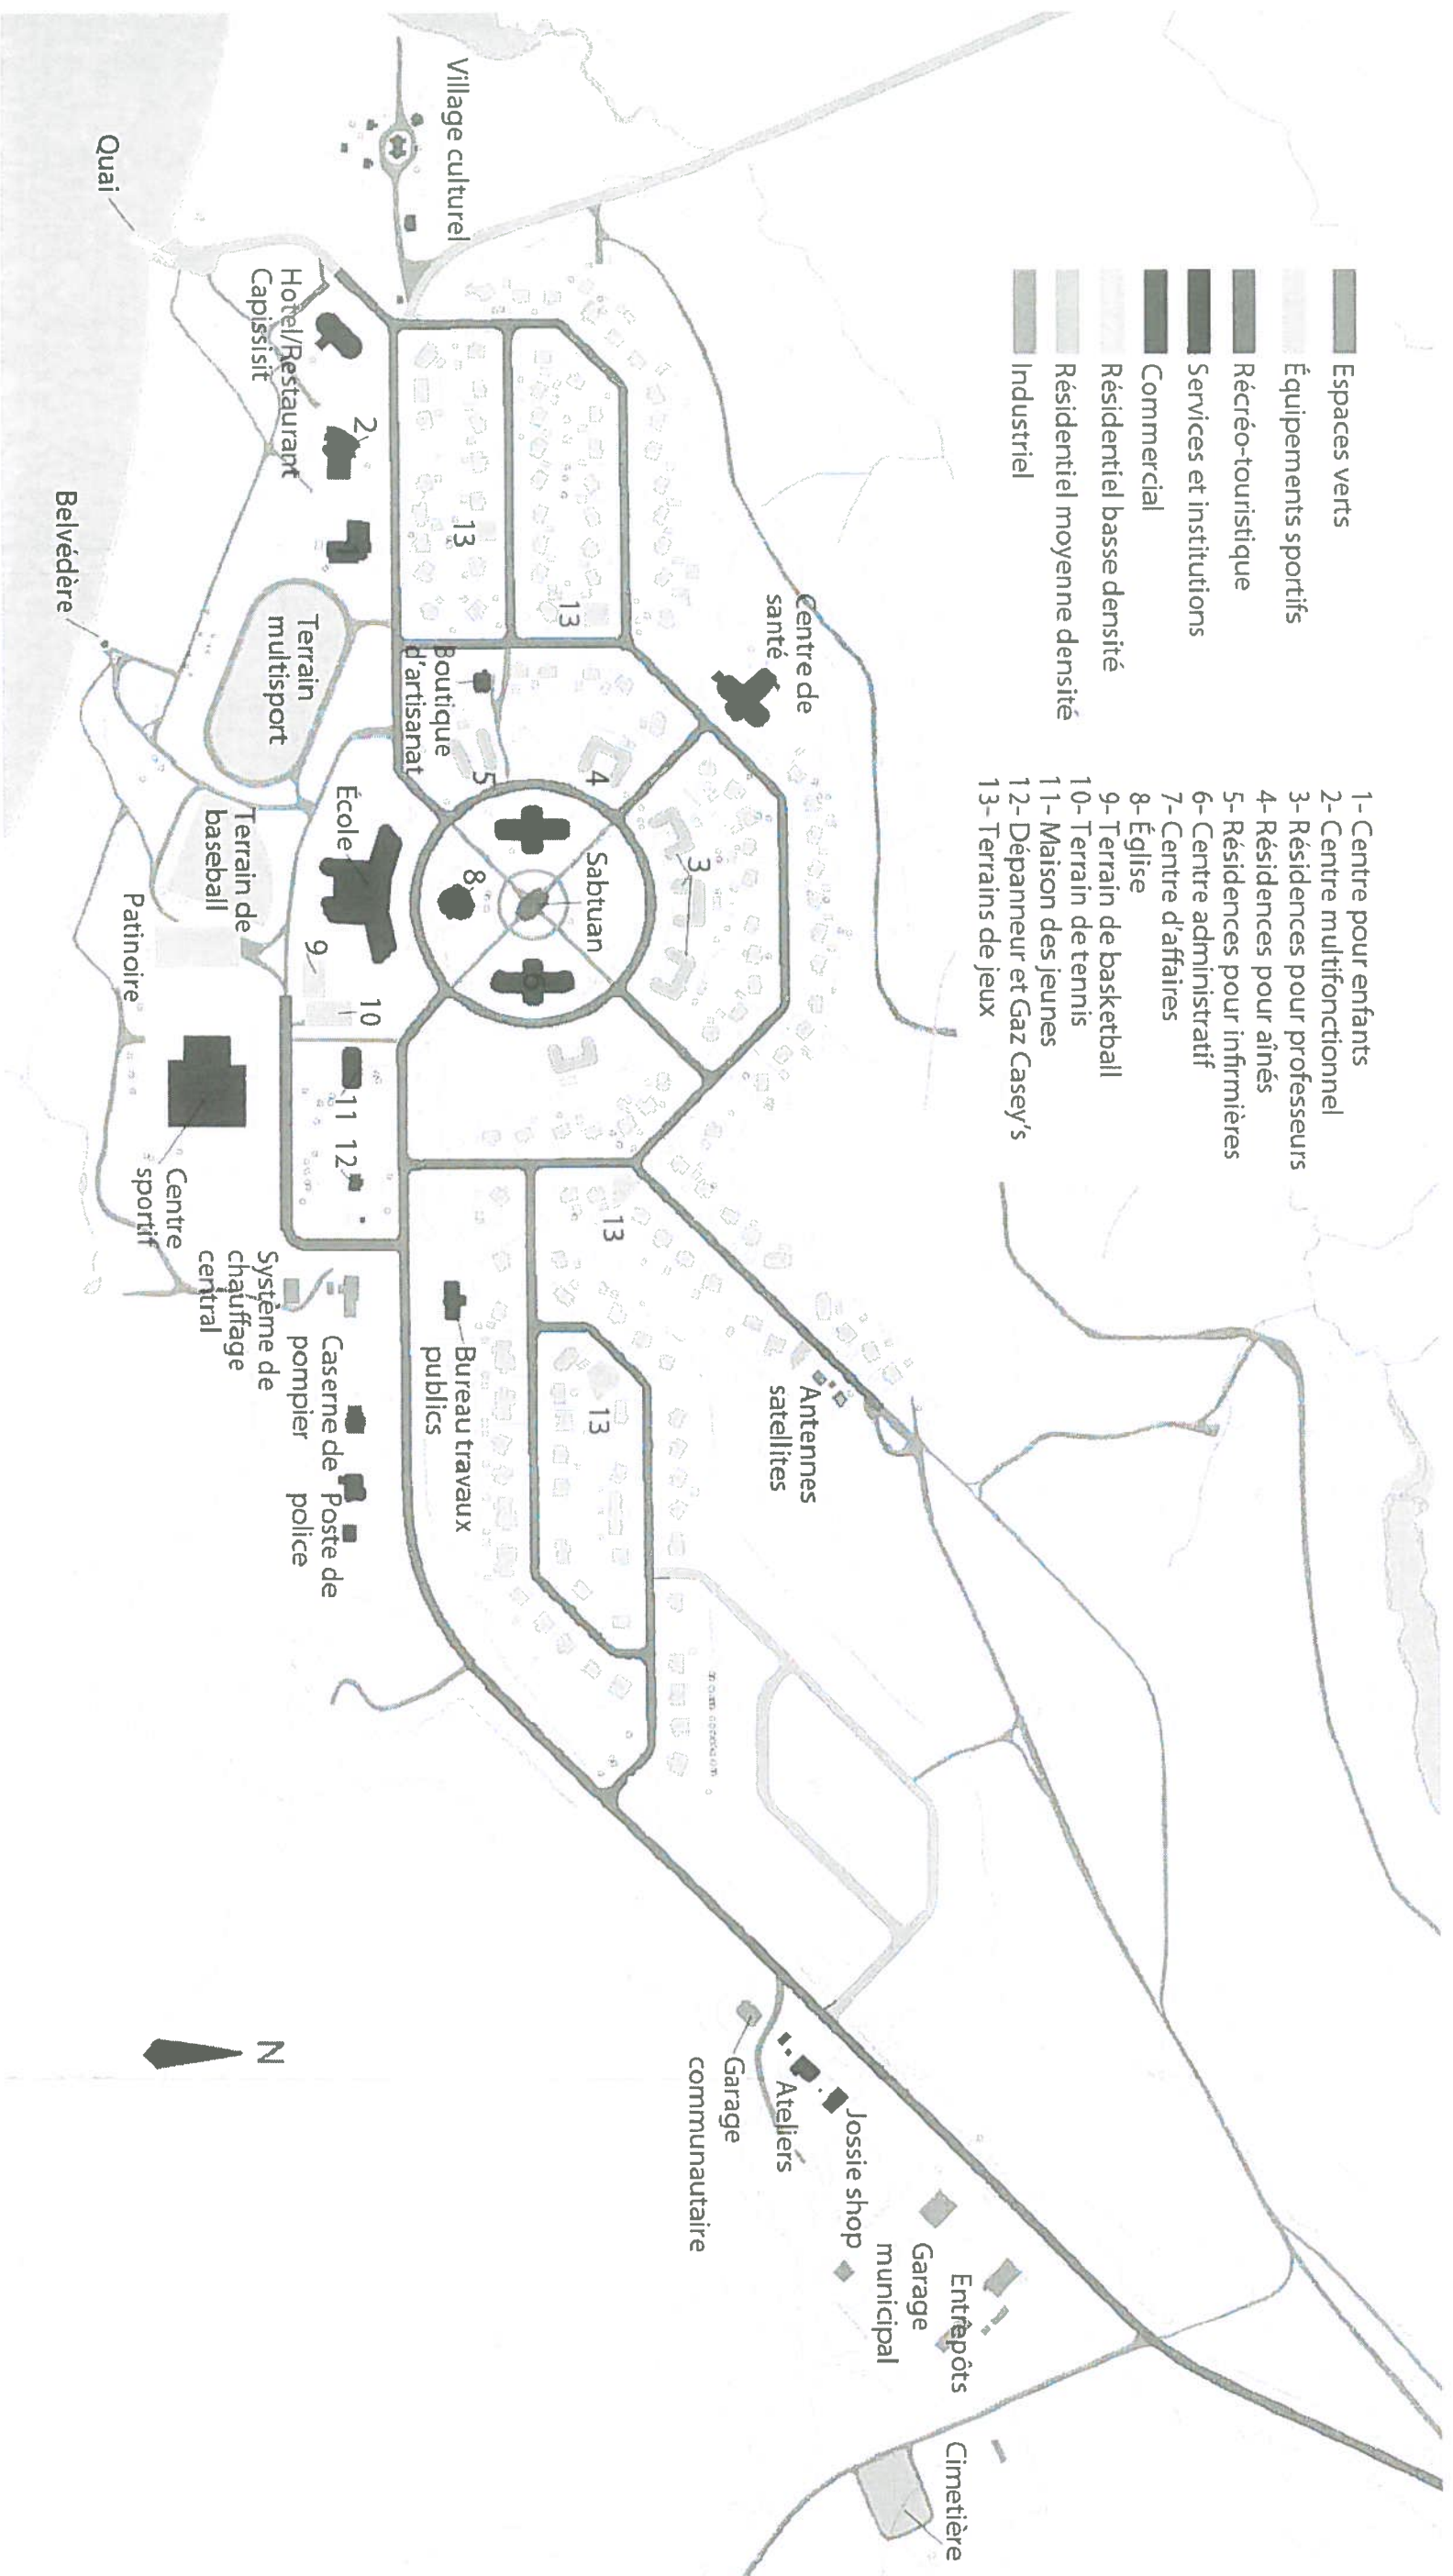 Espaces verts
Équipements sportifs
Récréo-touristique
Services et institutions
Commercial
Résidentiel basse densité
Résidentiel moyenne densité
Industriel
1- Centre pour enfants
2- Centre multifonctionnel
3- Résidences pour professeurs
4- Résidences pour aînés
5- Résidences pour infirmières
6- Centre administratif
7- Centre d'affaires
8- Église
9- Terrain de basketball
10- Terrain de tennis
11- Maison des jeunes
12- Dépanneur et Gaz Casey's
13- Terrains de jeux
Village culturel
Quai
Hotel/Restaurant
Capissisit
2
13
13
Belvédère
Centre de
santé
Terrain
multisport
Boutique
d'artisanat
5
4
3
Sabtuan
8
École
Terrain de
baseball
Patinoire
9
10
11
12
Centre
sportif
13
13
Système de
chauffage
central
Caserne de
pompier
Poste de
police
Bureau travaux
publics
Antennes
satellites
Garage
communautaire
Ateliers
Jossie shop
Garage
municipal
Entrepôts
Cimetière
N